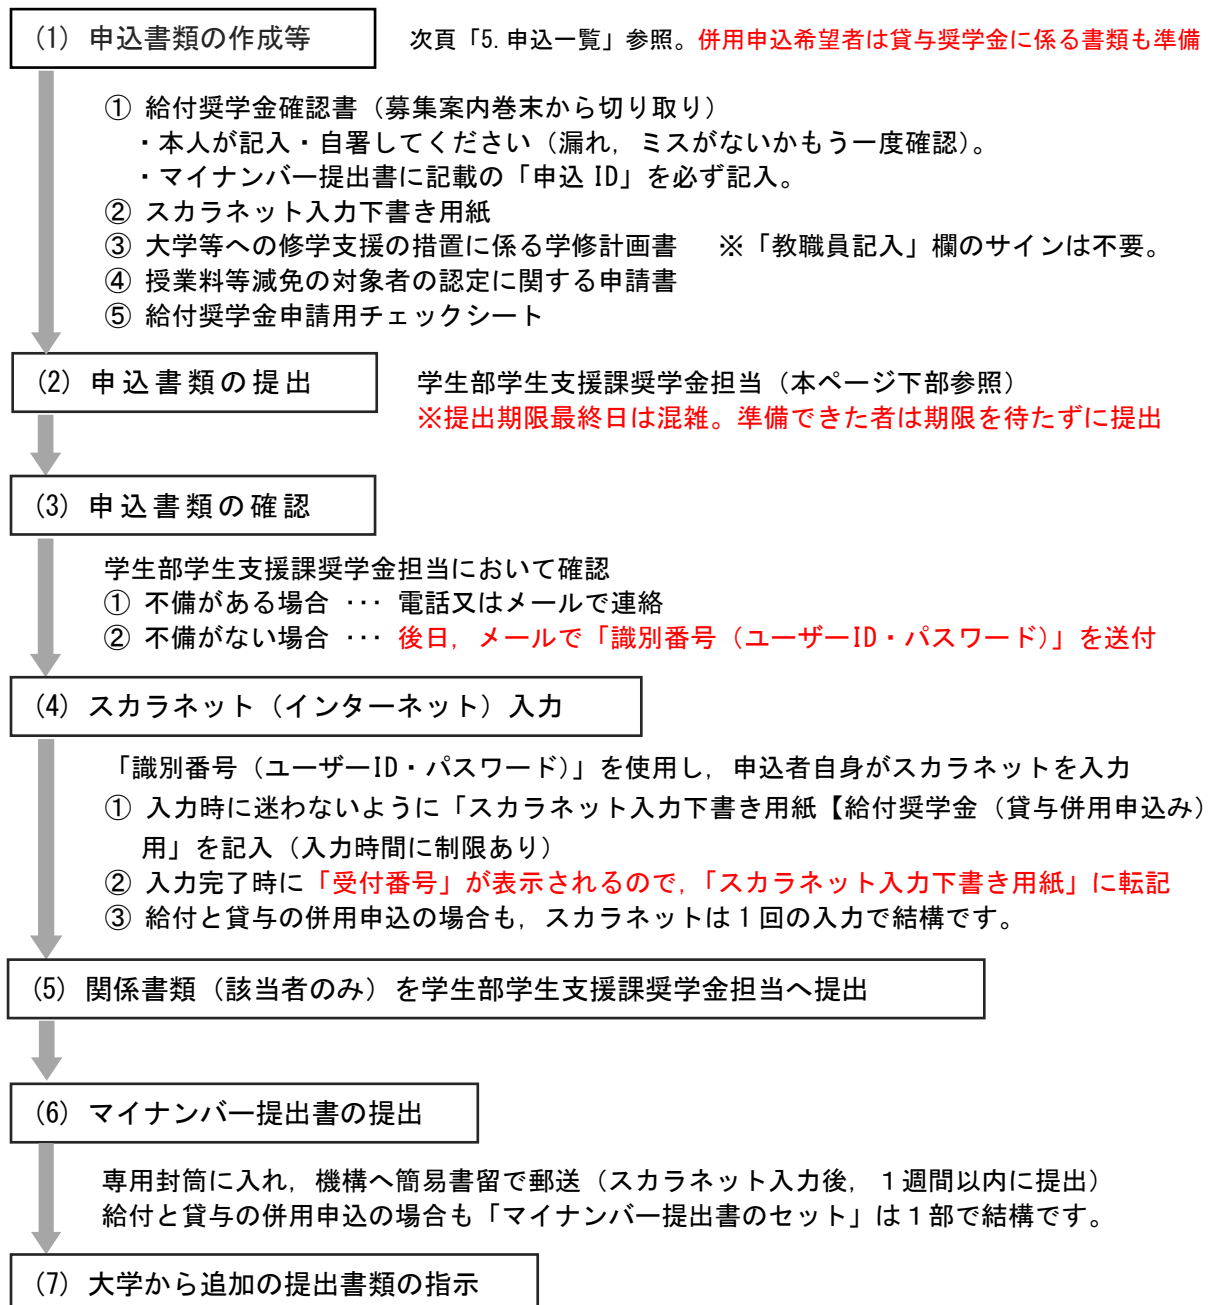 (1) 申込書類の作成等
次頁「5.申込一覧」参照。併用申込希望者は貸与奨学金に係る書類も準備
① 給付奨学金確認書（募集案内巻末から切り取り）
・本人が記入・自署してください（漏れ，ミスがないかもう一度確認）。
・マイナンバー提出書に記載の「申込 ID」を必ず記入。
② スカラネット入力下書き用紙
③ 大学等への修学支援の措置に係る学修計画書　※「教職員記入」欄のサインは不要。
④ 授業料等減免の対象者の認定に関する申請書
⑤ 給付奨学金申請用チェックシート
(2) 申込書類の提出
学生部学生支援課奨学金担当（本ページ下部参照）
※提出期限最終日は混雑。準備できた者は期限を待たずに提出
(3) 申込書類の確認
学生部学生支援課奨学金担当において確認
① 不備がある場合 ･･･ 電話又はメールで連絡
② 不備がない場合 ･･･ 後日，メールで「識別番号（ユーザーID・パスワード）」を送付
(4) スカラネット（インターネット）入力
「識別番号（ユーザーID・パスワード）」を使用し，申込者自身がスカラネットを入力
① 入力時に迷わないように「スカラネット入力下書き用紙【給付奨学金（貸与併用申込み）
用」を記入（入力時間に制限あり）
② 入力完了時に「受付番号」が表示されるので，「スカラネット入力下書き用紙」に転記
③ 給付と貸与の併用申込の場合も，スカラネットは１回の入力で結構です。
(5) 関係書類（該当者のみ）を学生部学生支援課奨学金担当へ提出
(6) マイナンバー提出書の提出
専用封筒に入れ，機構へ簡易書留で郵送（スカラネット入力後，１週間以内に提出）
給付と貸与の併用申込の場合も「マイナンバー提出書のセット」は１部で結構です。
(7) 大学から追加の提出書類の指示